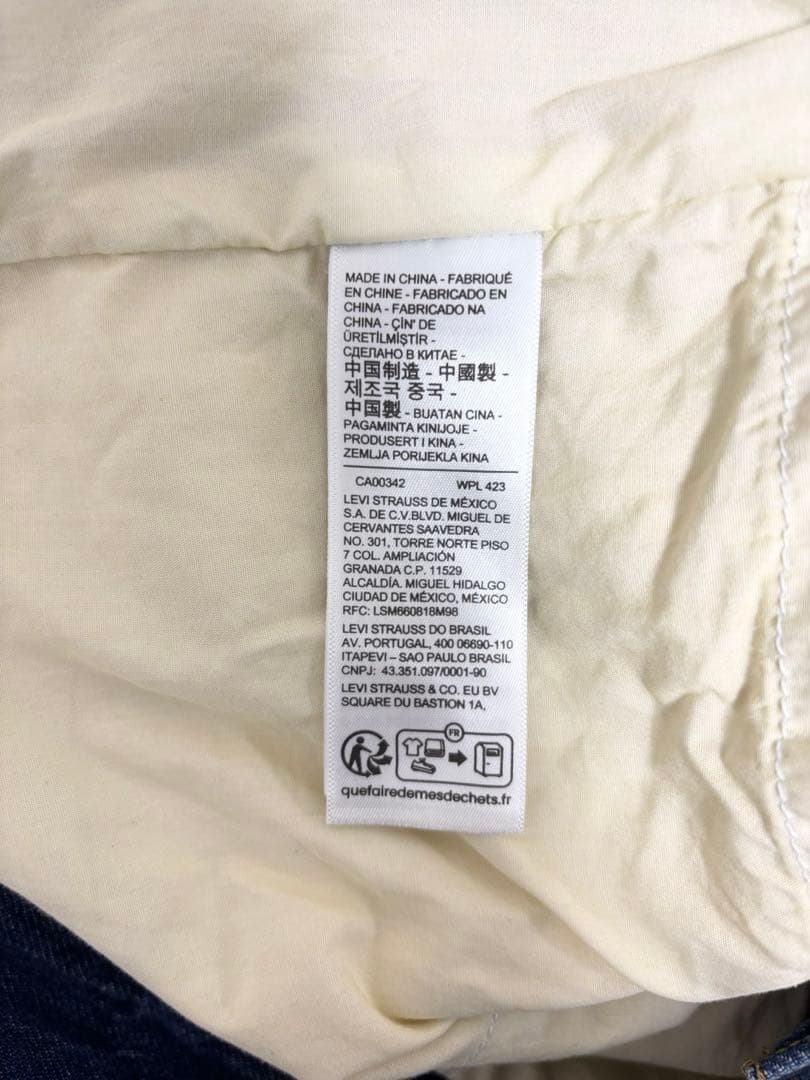 MADE IN CHINA - FABRIQUÉ
EN CHINE - FABRICADO EN
CHINA - FABRICADO NA
CHINA - ÇİN' DE
ÜRETİLMİŞTİR -
СДЕЛАНО В КИТАЕ -
中国制造 - 中國製 -
제조국 중국 -
中国製 - BUATAN CINA -
PAGAMINTA KINIJOJE -
PRODUSERT I KINA -
ZEMLJA PORIJEKLA KINA
CA00342 WPL 423
LEVI STRAUSS DE MÉXICO
S.A. DE C.V.BLVD. MIGUEL DE
CERVANTES SAAVEDRA
NO. 301, TORRE NORTE PISO
7 COL. AMPLIACIÓN
GRANADA C.P. 11529
ALCALDÍA. MIGUEL HIDALGO
CIUDAD DE MÉXICO, MÉXICO
RFC: LSM660818M98
LEVI STRAUSS DO BRASIL
AV. PORTUGAL, 400 06690-110
ITAPEVI – SAO PAULO BRASIL
CNPJ: 43.351.097/0001-90
LEVI STRAUSS & CO. EU BV
SQUARE DU BASTION 1A,
FR
quefairedemesdechets.fr